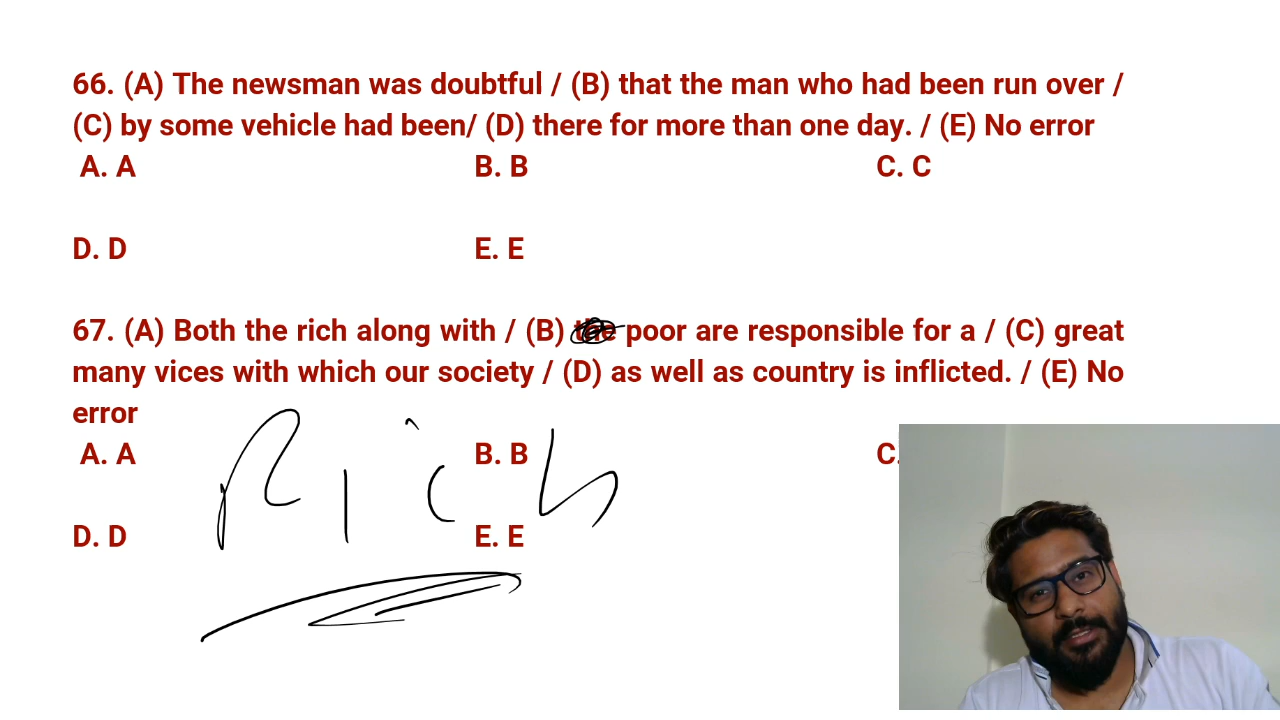 66. (A) The newsman was doubtful / (B) that the man who had been run over /
(C) by some vehicle had been/ (D) there for more than one day. / (E) No error
A. A B. B C. C
D. D E. E
67. (A) Both the rich along with / (B) the poor are responsible for a / (C) great
many vices with which our society / (D) as well as country is inflicted. / (E) No
error
A. A B. B C.
Rich
D. D E. E